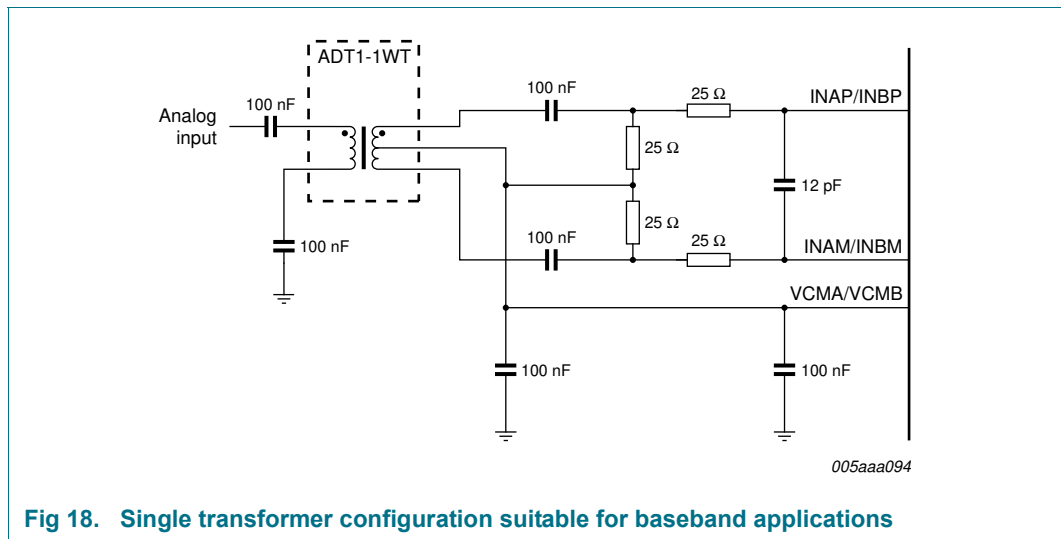 ADT1-1WT
100 nF
Analog
input
100 nF
100 nF
25 Ω
INAP/INBP
25 Ω
12 pF
25 Ω
100 nF
25 Ω
INAM/INBM
VCMA/VCMB
100 nF
100 nF
005aaa094
Fig 18. Single transformer configuration suitable for baseband applications